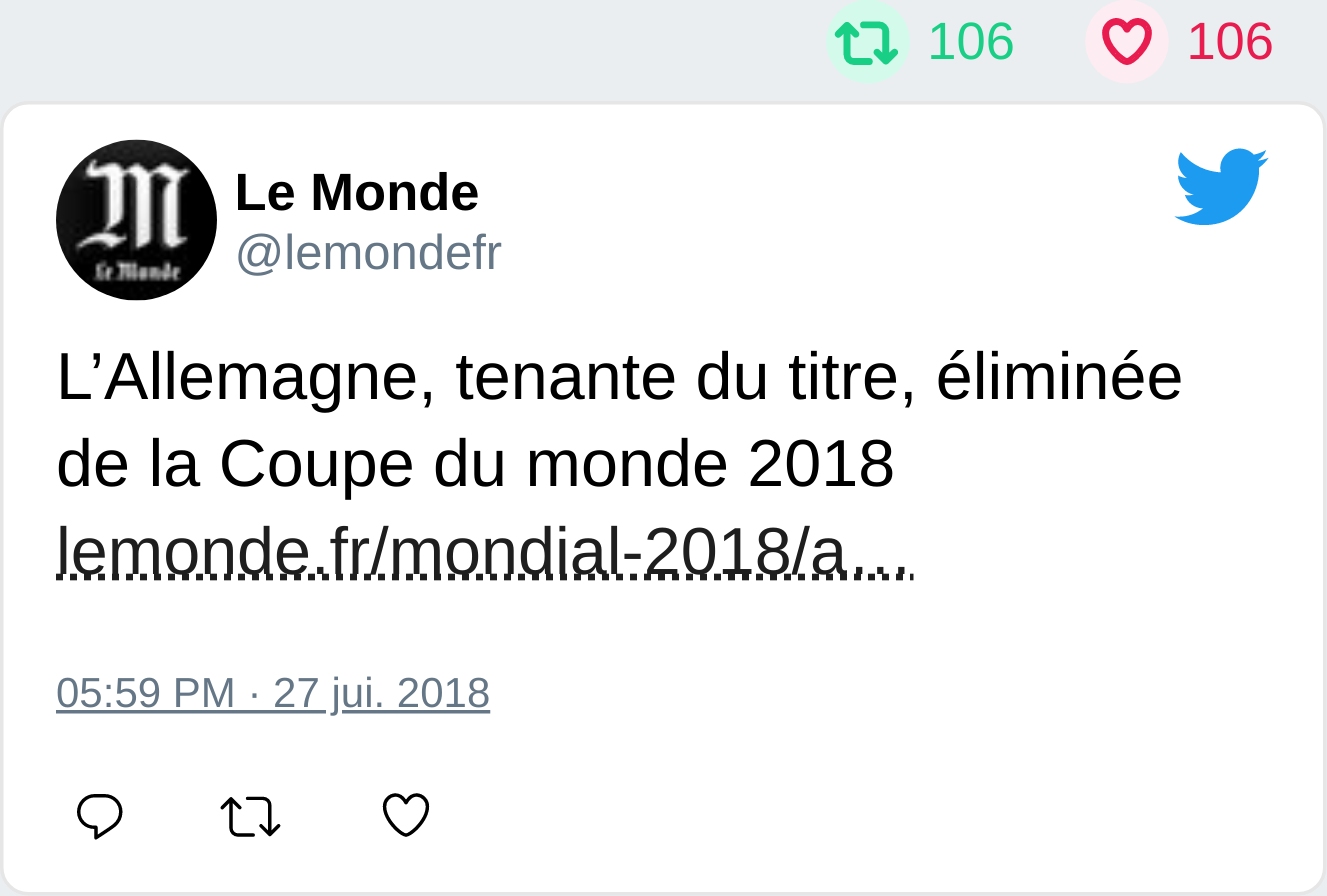 106 106
Le Monde
Le Monde
@lemondefr
L’Allemagne, tenante du titre, éliminée
de la Coupe du monde 2018
lemonde.fr/mondial-2018/a…
05:59 PM · 27 jui. 2018